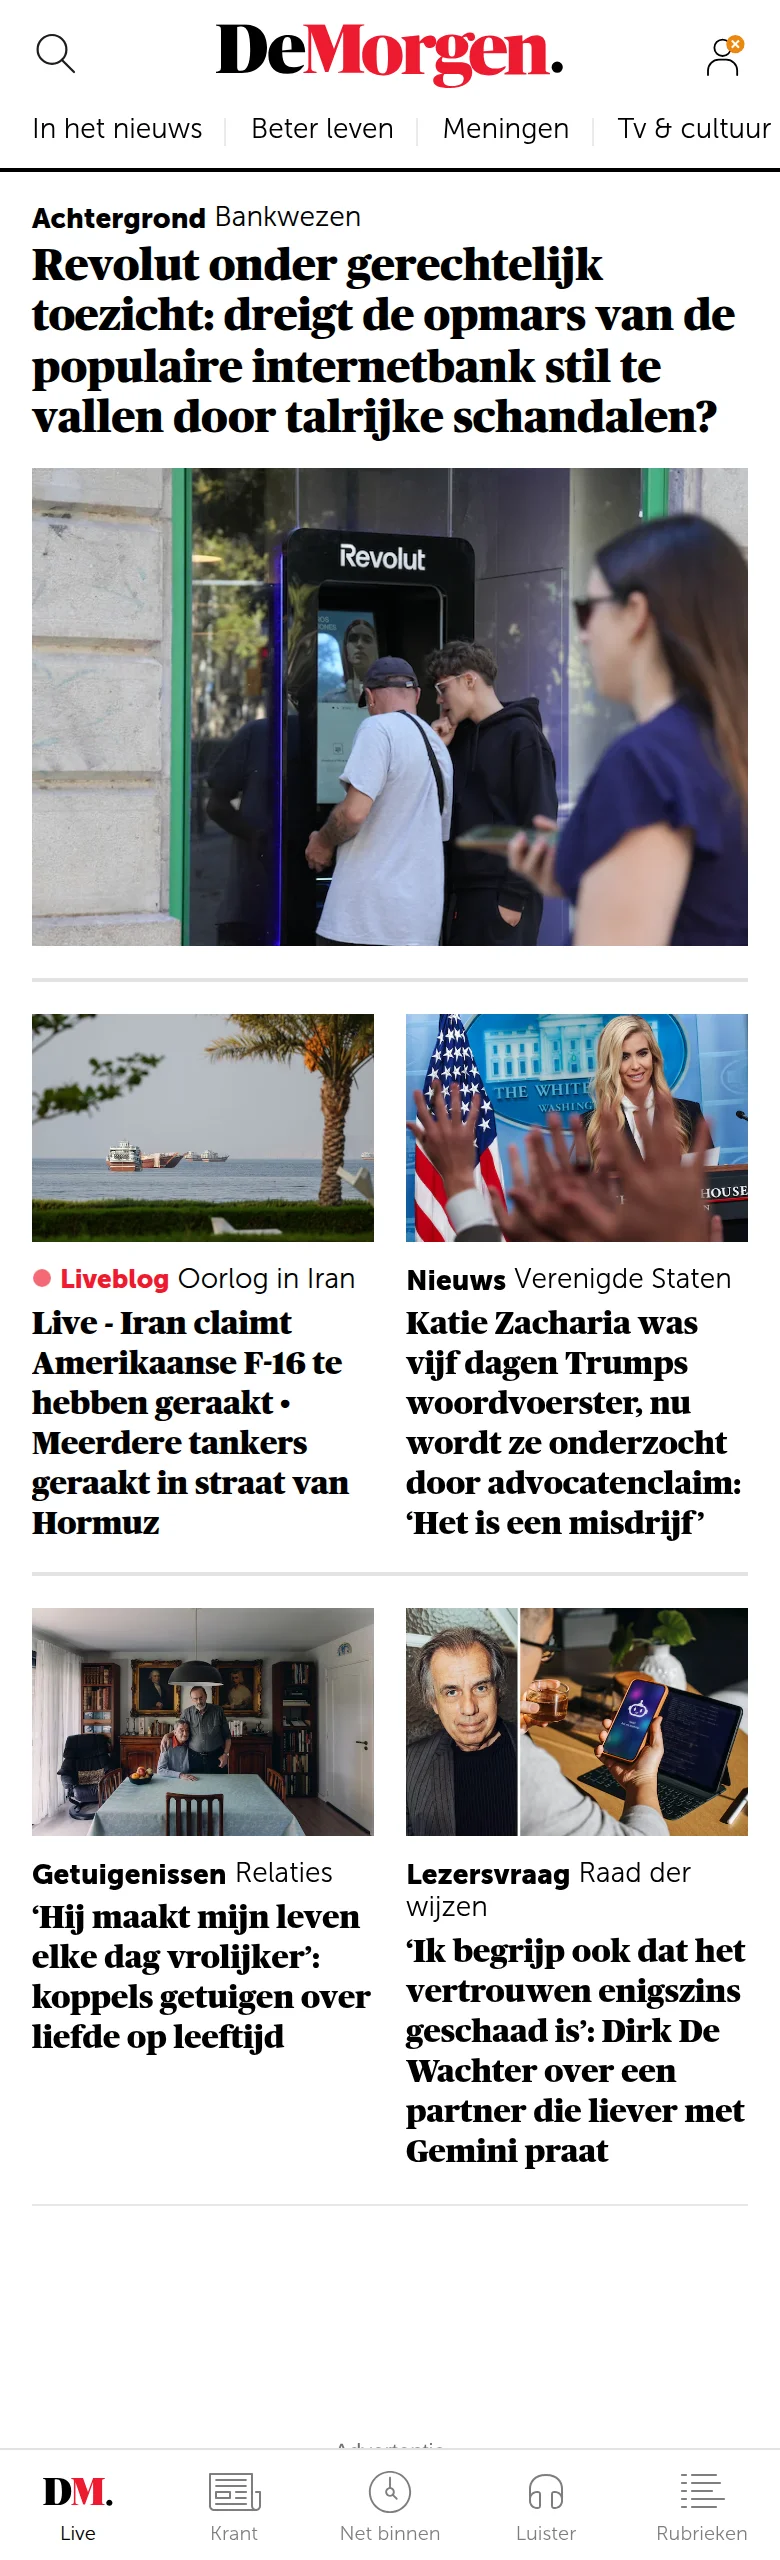 DeMorgen.
In het nieuws
Beter leven
Meningen
Tv & cultuur
Achtergrond Bankwezen
Revolut onder gerechtelijk
toezicht: dreigt de opmars van de
populaire internetbank stil te
vallen door talrijke schandalen?
Revolut
THE WHITE
WASHING
HOUSE
Liveblog Oorlog in Iran
Live - Iran claimt
Amerikaanse F-16 te
hebben geraakt •
Meerdere tankers
geraakt in straat van
Hormuz
Nieuws Verenigde Staten
Katie Zacharia was
vijf dagen Trumps
woordvoerster, nu
wordt ze onderzocht
door advocatenclaim:
‘Het is een misdrijf’
Getuigenissen Relaties
‘Hij maakt mijn leven
elke dag vrolijker’:
koppels getuigen over
liefde op leeftijd
Lezersvraag Raad der
wijzen
‘Ik begrijp ook dat het
vertrouwen enigszins
geschaad is’: Dirk De
Wachter over een
partner die liever met
Gemini praat
DM.
Live
Krant
Net binnen
Luister
Rubrieken